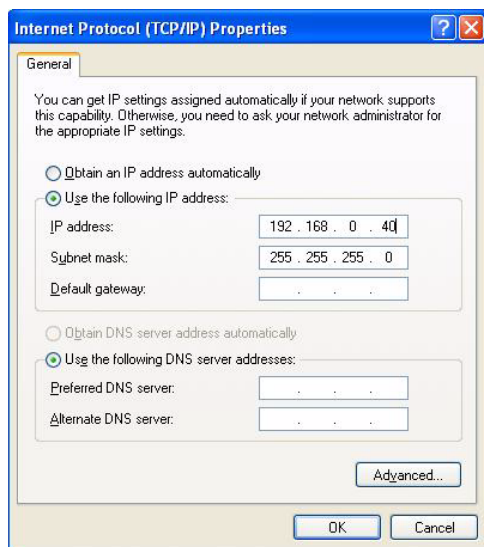 Internet Protocol (TCP/IP) Properties
General
You can get IP settings assigned automatically if your network supports
this capability. Otherwise, you need to ask your network administrator for
the appropriate IP settings.
Obtain an IP address automatically
Use the following IP address:
IP address: 192 . 168 . 0 . 40
Subnet mask: 255 . 255 . 255 . 0
Default gateway: . . .
Obtain DNS server address automatically
Use the following DNS server addresses:
Preferred DNS server: . . .
Alternate DNS server: . . .
Advanced...
OK Cancel